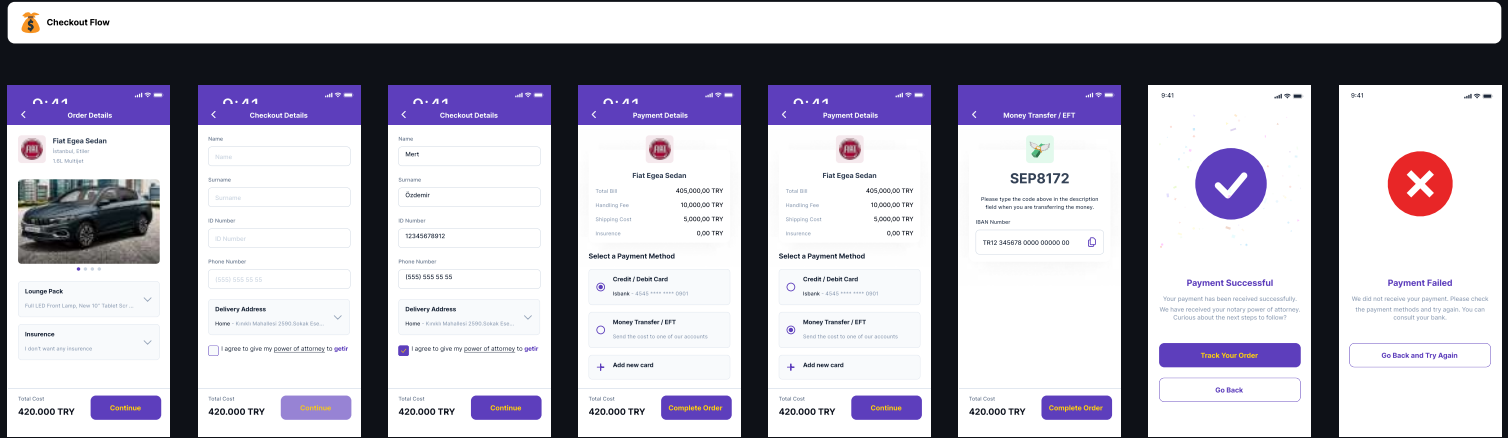 Checkout Flow
9:41
Order Details
FIAT
Fiat Egea Sedan
İstanbul, Etiler
1.6L Multijet
Lounge Pack
Full LED Front Lamp, New 10" Tablet Scr ...
Insurence
I don't want any insurence
Total Cost
420.000 TRY
Continue
9:41
Checkout Details
Name
Name
Surname
Surname
ID Number
ID Number
Phone Number
(555) 555 55 55
Delivery Address
Home - Kınıklı Mahallesi 2590.Sokak Ese...
I agree to give my power of attorney to getir
Total Cost
420.000 TRY
Continue
9:41
Checkout Details
Name
Mert
Surname
Özdemir
ID Number
12345678912
Phone Number
(555) 555 55 55
Delivery Address
Home - Kınıklı Mahallesi 2590.Sokak Ese...
I agree to give my power of attorney to getir
Total Cost
420.000 TRY
Continue
9:41
Payment Details
FIAT
Fiat Egea Sedan
Total Bill 405,000,00 TRY
Handling Fee 10,000,00 TRY
Shipping Cost 5,000,00 TRY
Insurence 0,00 TRY
Select a Payment Method
Credit / Debit Card
Isbank - 4545 **** **** 0901
Money Transfer / EFT
Send the cost to one of our accounts
Add new card
Total Cost
420.000 TRY
Complete Order
9:41
Payment Details
FIAT
Fiat Egea Sedan
Total Bill 405,000,00 TRY
Handling Fee 10,000,00 TRY
Shipping Cost 5,000,00 TRY
Insurence 0,00 TRY
Select a Payment Method
Credit / Debit Card
Isbank - 4545 **** **** 0901
Money Transfer / EFT
Send the cost to one of our accounts
Add new card
Total Cost
420.000 TRY
Continue
Money Transfer / EFT
SEP8172
Please type the code above in the description
field when you are transferring the money.
IBAN Number
TR12 345678 0000 00000 00
Total Cost
420.000 TRY
Complete Order
9:41
Payment Successful
Your payment has been received successfully.
We have received your notary power of attorney.
Curious about the next steps to follow?
Track Your Order
Go Back
9:41
Payment Failed
We did not receive your payment. Please check
the payment methods and try again. You can
consult your bank.
Go Back and Try Again